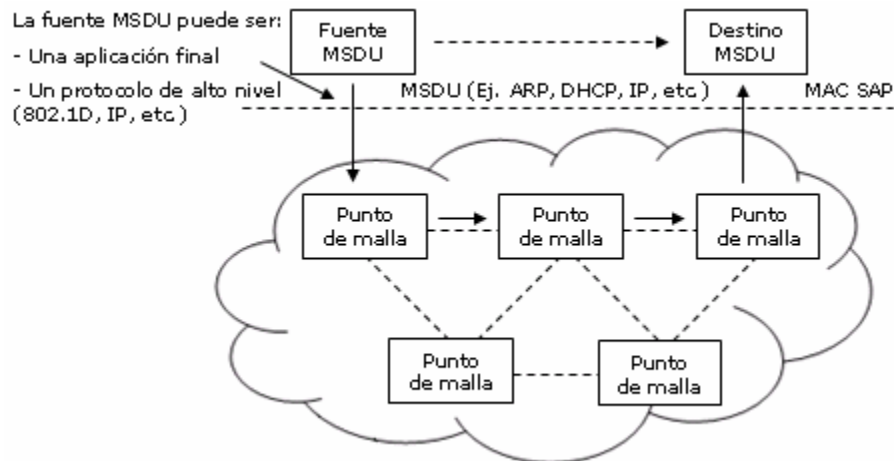 La fuente MSDU puede ser:
- Una aplicación final
- Un protocolo de alto nivel
(802.1D, IP, etc.)
Fuente
MSDU
Destino
MSDU
MSDU (Ej. ARP, DHCP, IP, etc.)
MAC SAP
Punto
de malla
Punto
de malla
Punto
de malla
Punto
de malla
Punto
de malla